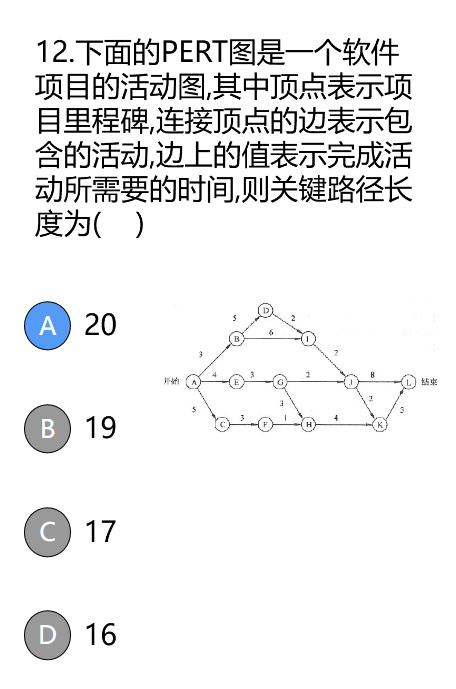 12.下面的PERT图是一个软件
项目的活动图,其中顶点表示项
目里程碑,连接顶点的边表示包
含的活动,边上的值表示完成活
动所需要的时间,则关键路径长
度为(    )
A 20
B 19
C 17
D 16
D
5 2
B 6 I
3 2
开始 A 4 E 3 G 2 J 8 L 结束
5 3 2 3
C 3 F 1 H 4 K